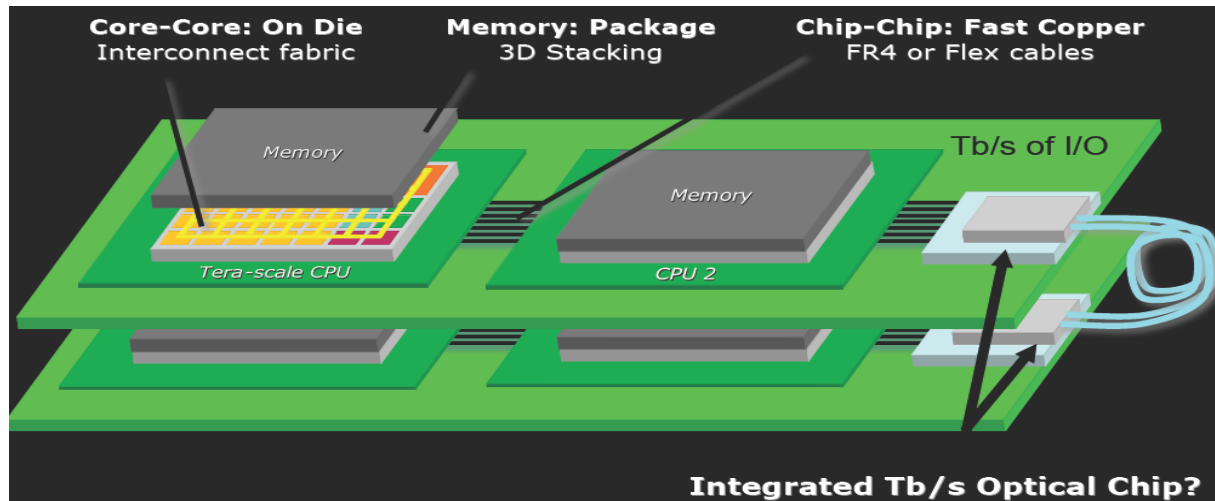 Core-Core: On Die
Interconnect fabric
Memory: Package
3D Stacking
Chip-Chip: Fast Copper
FR4 or Flex cables
Memory
Tera-scale CPU
Memory
CPU 2
Tb/s of I/O
Integrated Tb/s Optical Chip?